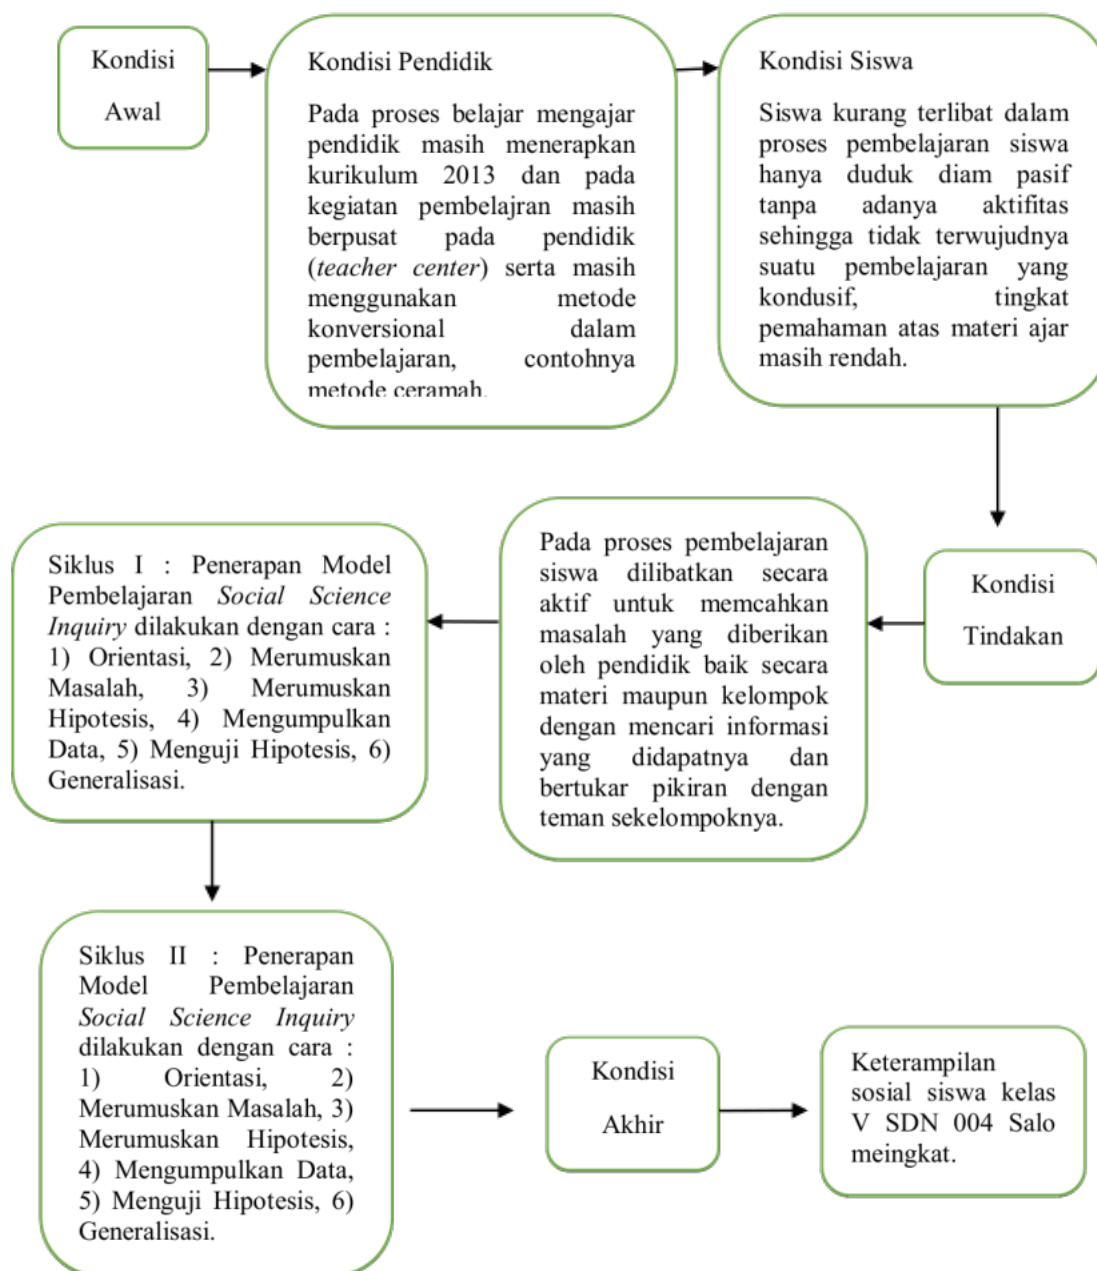 Kondisi
Awal
Kondisi Pendidik
Pada proses belajar mengajar
pendidik masih menerapkan
kurikulum 2013 dan pada
kegiatan pembelajran masih
berpusat pada pendidik
(teacher center) serta masih
menggunakan metode
konversional dalam
pembelajaran, contohnya
metode ceramah.
Kondisi Siswa
Siswa kurang terlibat dalam
proses pembelajaran siswa
hanya duduk diam pasif
tanpa adanya aktifitas
sehingga tidak terwujudnya
suatu pembelajaran yang
kondusif, tingkat
pemahaman atas materi ajar
masih rendah.
Kondisi
Tindakan
Pada proses pembelajaran
siswa dilibatkan secara
aktif untuk memcahkan
masalah yang diberikan
oleh pendidik baik secara
materi maupun kelompok
dengan mencari informasi
yang didapatnya dan
bertukar pikiran dengan
teman sekelompoknya.
Siklus I : Penerapan Model
Pembelajaran Social Science
Inquiry dilakukan dengan cara :
1) Orientasi, 2) Merumuskan
Masalah, 3) Merumuskan
Hipotesis, 4) Mengumpulkan
Data, 5) Menguji Hipotesis, 6)
Generalisasi.
Siklus II : Penerapan
Model Pembelajaran
Social Science Inquiry
dilakukan dengan cara :
1) Orientasi, 2)
Merumuskan Masalah, 3)
Merumuskan Hipotesis,
4) Mengumpulkan Data,
5) Menguji Hipotesis, 6)
Generalisasi.
Kondisi
Akhir
Keterampilan
sosial siswa kelas
V SDN 004 Salo
meingkat.